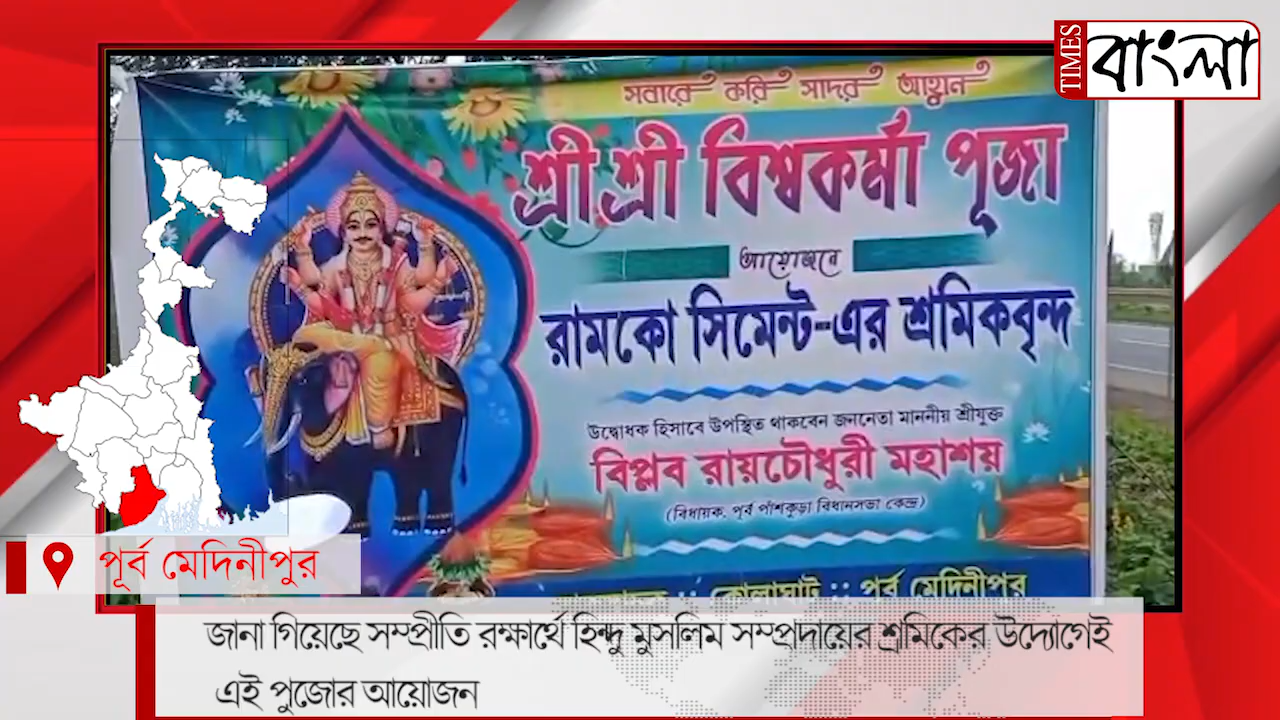 TIMES বাংলা
সবারে করি সাদর আহ্বান
শ্রী শ্রী বিশ্বকর্মা পূজা
আয়োজনে
রামকো সিমেন্ট-এর শ্রমিকবৃন্দ
উদ্বোধক হিসাবে উপস্থিত থাকবেন জননেতা মাননীয় শ্রীযুক্ত
বিপ্লব রায়চৌধুরী মহাশয়
(বিধায়ক, পূর্ব পাঁশকুড়া বিধানসভা কেন্দ্র)
:: কোলাঘাট :: পূর্ব মেদিনীপুর
পূর্ব মেদিনীপুর
জানা গিয়েছে সম্প্রীতি রক্ষার্থে হিন্দু মুসলিম সম্প্রদায়ের শ্রমিকের উদ্যোগেই
এই পুজোর আয়োজন